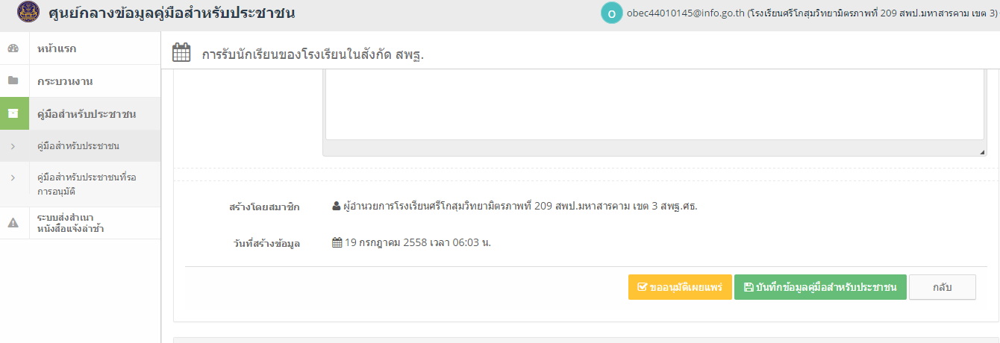 ศูนย์กลางข้อมูลคู่มือสำหรับประชาชน
O
obec44010145@info.go.th (โรงเรียนศรีโกสุมวิทยามิตรภาพที่ 209 สพป.มหาสารคาม เขต 3)
หน้าแรก
กระบวนงาน
คู่มือสำหรับประชาชน
คู่มือสำหรับประชาชน
คู่มือสำหรับประชาชนที่รอ
การอนุมัติ
ระบบส่งสำเนา
หนังสือแจ้งล่าช้า
การรับนักเรียนของโรงเรียนในสังกัด สพฐ.
สร้างโดยสมาชิก
ผู้อำนวยการโรงเรียนศรีโกสุมวิทยามิตรภาพที่ 209 สพป.มหาสารคาม เขต 3 สพฐ.ศธ.
วันที่สร้างข้อมูล
19 กรกฎาคม 2558 เวลา 06:03 น.
ขออนุมัติเผยแพร่
บันทึกข้อมูลคู่มือสำหรับประชาชน
กลับ